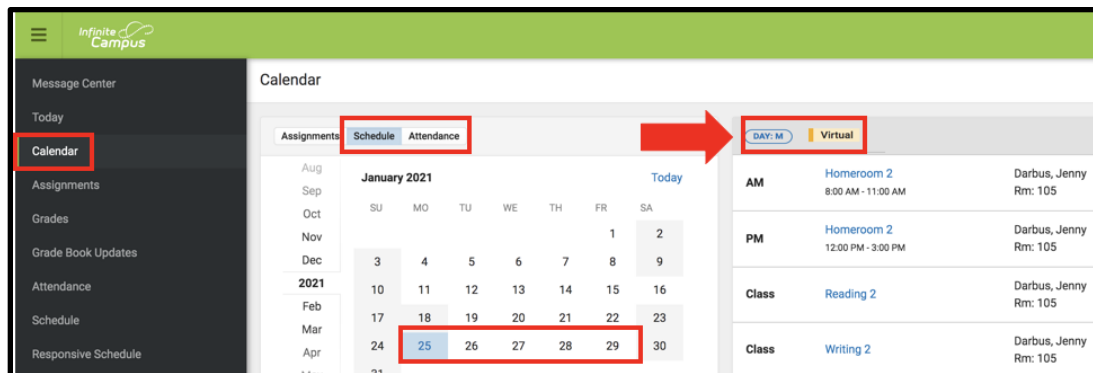 Infinite
Campus
Message Center
Today
Calendar
Assignments
Grades
Grade Book Updates
Attendance
Schedule
Responsive Schedule
Calendar
Assignments Schedule Attendance
Aug
Sep
Oct
Nov
Dec
2021
Feb
Mar
Apr
January 2021 Today
SU MO TU WE TH FR SA
1 2
3 4 5 6 7 8 9
10 11 12 13 14 15 16
17 18 19 20 21 22 23
24 25 26 27 28 29 30
31
DAY: M Virtual
AM Homeroom 2 Darbus, Jenny
8:00 AM - 11:00 AM Rm: 105
PM Homeroom 2 Darbus, Jenny
12:00 PM - 3:00 PM Rm: 105
Class Reading 2 Darbus, Jenny
Rm: 105
Class Writing 2 Darbus, Jenny
Rm: 105